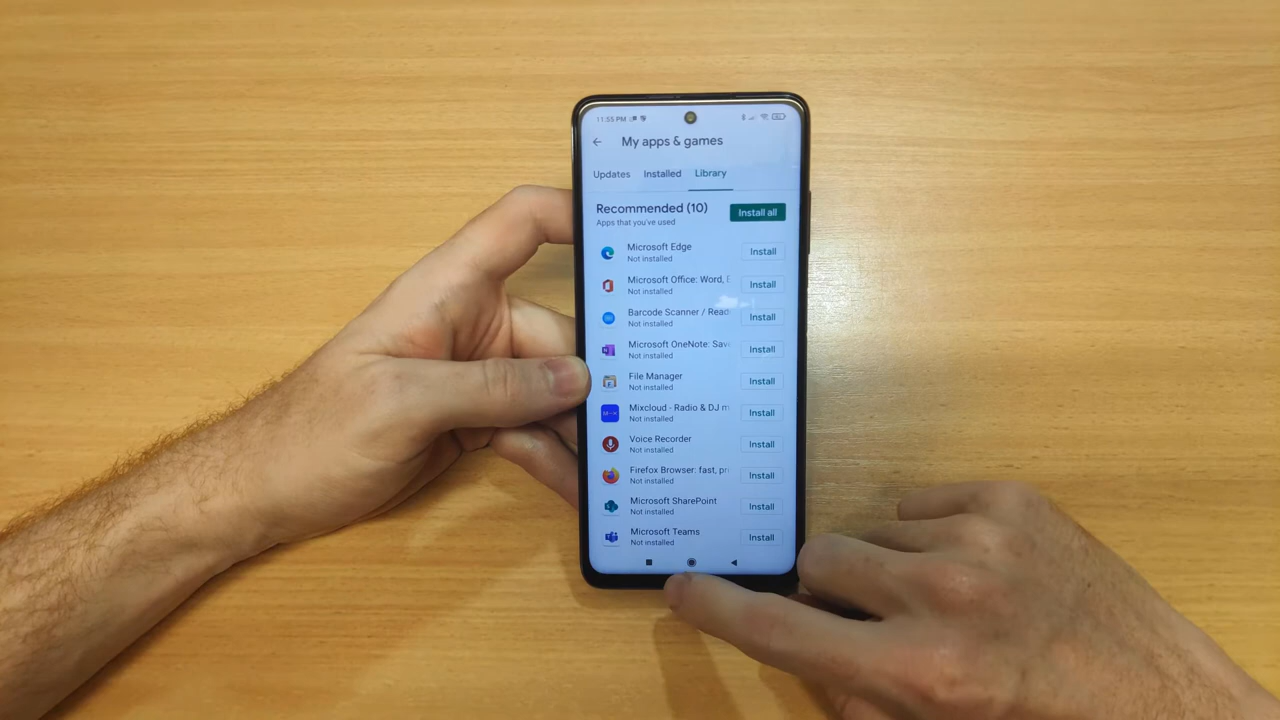 11:55 PM
My apps & games
Updates Installed Library
Recommended (10)
Apps that you've used
Install all
Microsoft Edge
Not installed
Install
Microsoft Office: Word, E
Not installed
Install
Barcode Scanner / Read
Not installed
Install
Microsoft OneNote: Save
Not installed
Install
File Manager
Not installed
Install
Mixcloud - Radio & DJ m
Not installed
Install
Voice Recorder
Not installed
Install
Firefox Browser: fast, pri
Not installed
Install
Microsoft SharePoint
Not installed
Install
Microsoft Teams
Not installed
Install